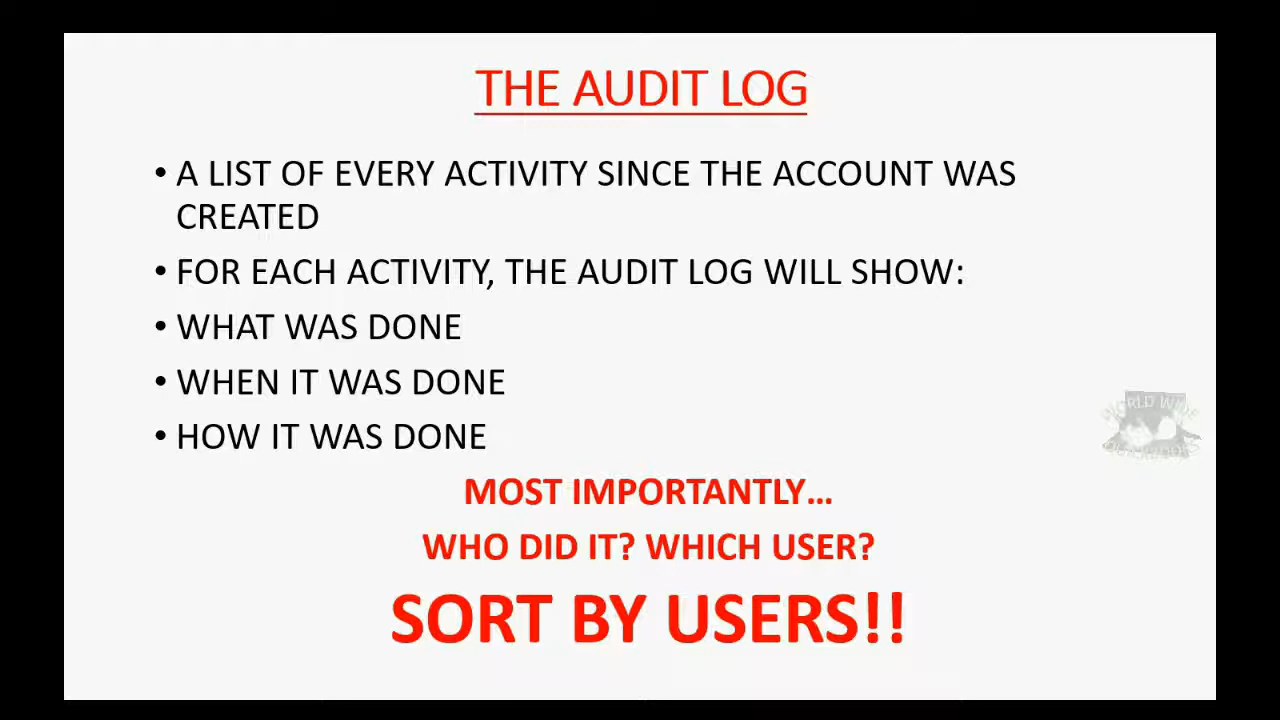 THE AUDIT LOG
• A LIST OF EVERY ACTIVITY SINCE THE ACCOUNT WAS
CREATED
• FOR EACH ACTIVITY, THE AUDIT LOG WILL SHOW:
• WHAT WAS DONE
• WHEN IT WAS DONE
• HOW IT WAS DONE
WORLD WIDE
MOST IMPORTANTLY...
WHO DID IT? WHICH USER?
SORT BY USERS!!